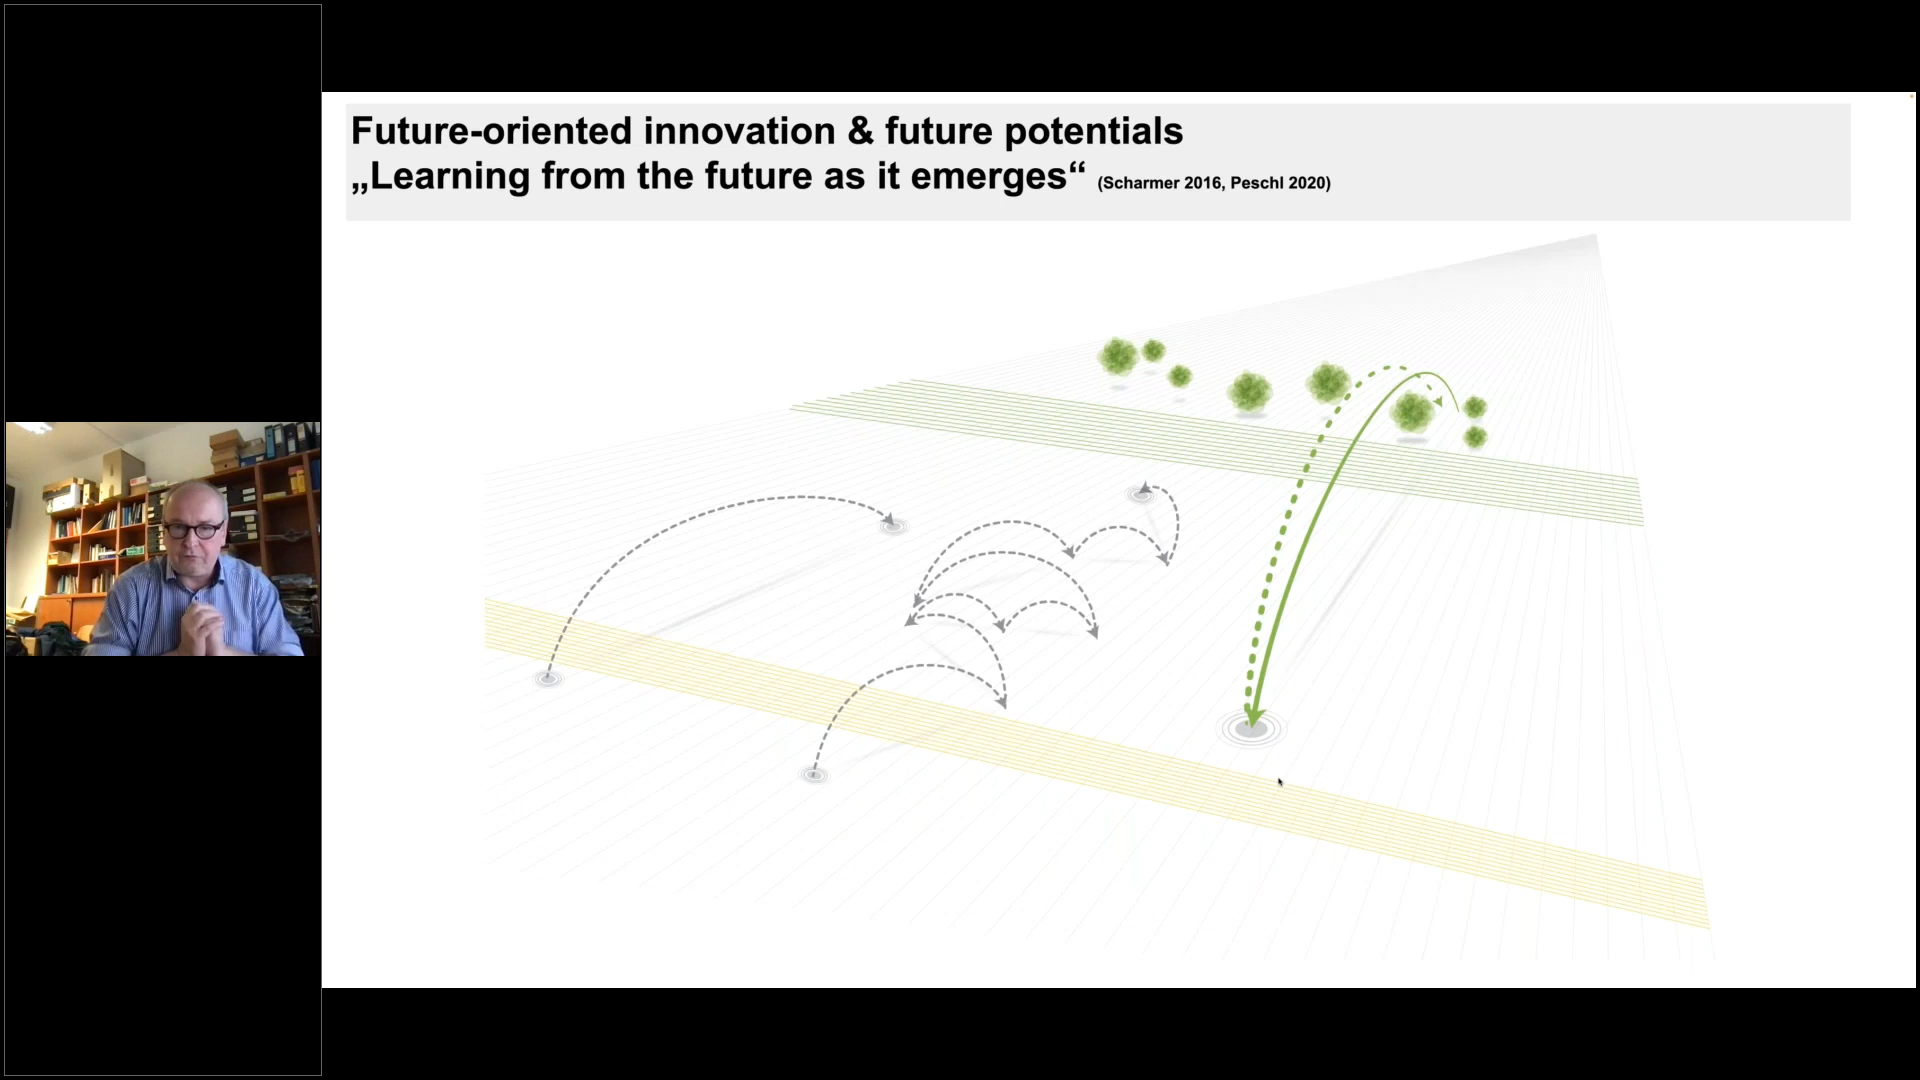 Future-oriented innovation & future potentials
„Learning from the future as it emerges“ (Scharmer 2016, Peschl 2020)